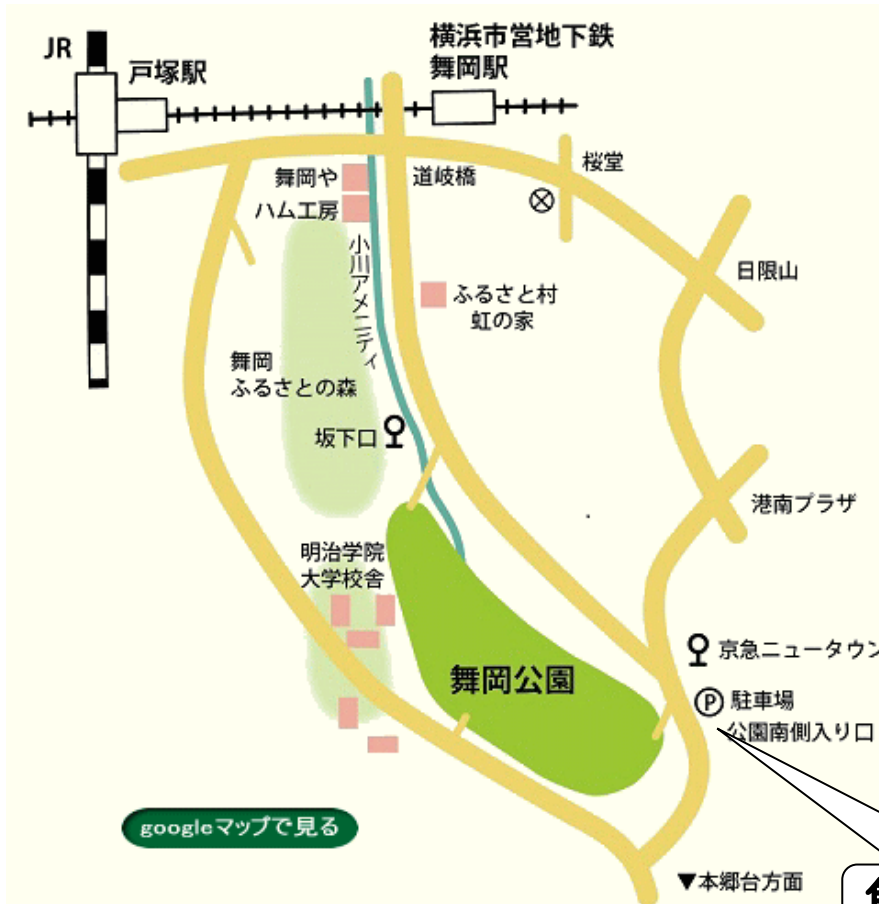 JR
戸塚駅
横浜市営地下鉄
舞岡駅
舞岡や
道岐橋
桜堂
ハム工房
小川アメニティ
日限山
ふるさと村
虹の家
舞岡
ふるさとの森
坂下口
港南プラザ
明治学院
大学校舎
京急ニュータウン
舞岡公園
P 駐車場
公園南側入り口
googleマップで見る
▼本郷台方面